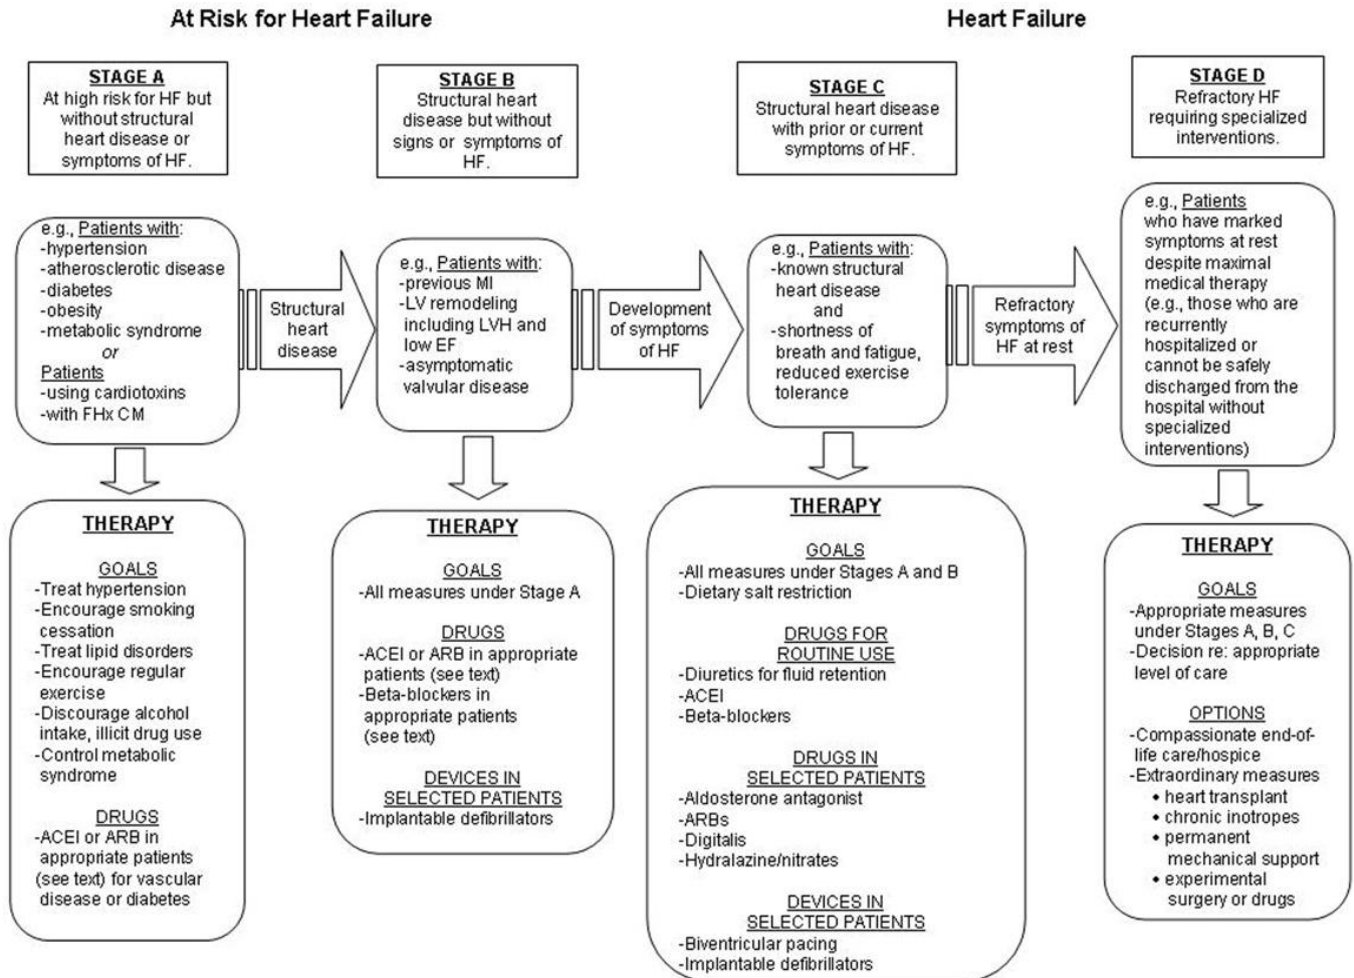 At Risk for Heart Failure
Heart Failure
STAGE A
At high risk for HF but
without structural
heart disease or
symptoms of HF.
STAGE B
Structural heart
disease but without
signs or symptoms of
HF.
STAGE C
Structural heart disease
with prior or current
symptoms of HF.
STAGE D
Refractory HF
requiring specialized
interventions.
e.g., Patients with:
-hypertension
-atherosclerotic disease
-diabetes
-obesity
-metabolic syndrome
or
Patients
-using cardiotoxins
-with FHx CM
Structural
heart
disease
e.g., Patients with:
-previous MI
-LV remodeling
including LVH and
low EF
-asymptomatic
valvular disease
Development
of symptoms
of HF
e.g., Patients with:
-known structural
heart disease
and
-shortness of
breath and fatigue,
reduced exercise
tolerance
Refractory
symptoms of
HF at rest
e.g., Patients
who have marked
symptoms at rest
despite maximal
medical therapy
(e.g., those who are
recurrently
hospitalized or
cannot be safely
discharged from the
hospital without
specialized
interventions)
THERAPY
GOALS
-Treat hypertension
-Encourage smoking
cessation
-Treat lipid disorders
-Encourage regular
exercise
-Discourage alcohol
intake, illicit drug use
-Control metabolic
syndrome
DRUGS
-ACEI or ARB in
appropriate patients
(see text) for vascular
disease or diabetes
THERAPY
GOALS
-All measures under Stage A
DRUGS
-ACEI or ARB in appropriate
patients (see text)
-Beta-blockers in
appropriate patients
(see text)
DEVICES IN
SELECTED PATIENTS
-Implantable defibrillators
THERAPY
GOALS
-All measures under Stages A and B
-Dietary salt restriction
DRUGS FOR
ROUTINE USE
-Diuretics for fluid retention
-ACEI
-Beta-blockers
DRUGS IN
SELECTED PATIENTS
-Aldosterone antagonist
-ARBs
-Digitalis
-Hydralazine/nitrates
DEVICES IN
SELECTED PATIENTS
-Biventricular pacing
-Implantable defibrillators
THERAPY
GOALS
-Appropriate measures
under Stages A, B, C
-Decision re: appropriate
level of care
OPTIONS
-Compassionate end-of-
life care/hospice
-Extraordinary measures
• heart transplant
• chronic inotropes
• permanent
mechanical support
• experimental
surgery or drugs